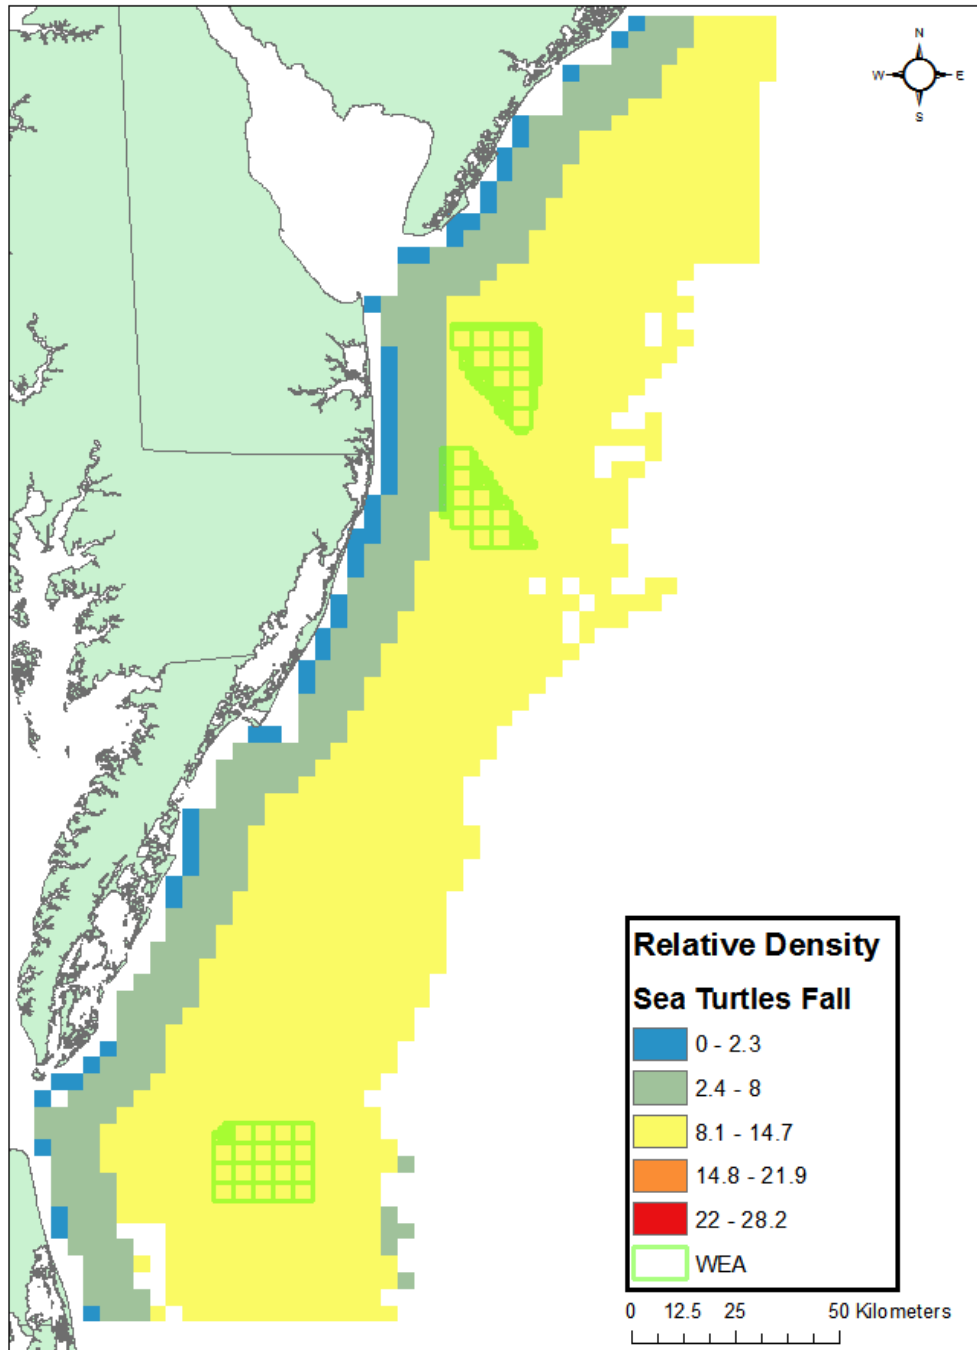 N
W E
S
Relative Density
Sea Turtles Fall
0 - 2.3
2.4 - 8
8.1 - 14.7
14.8 - 21.9
22 - 28.2
WEA
0 12.5 25 50 Kilometers